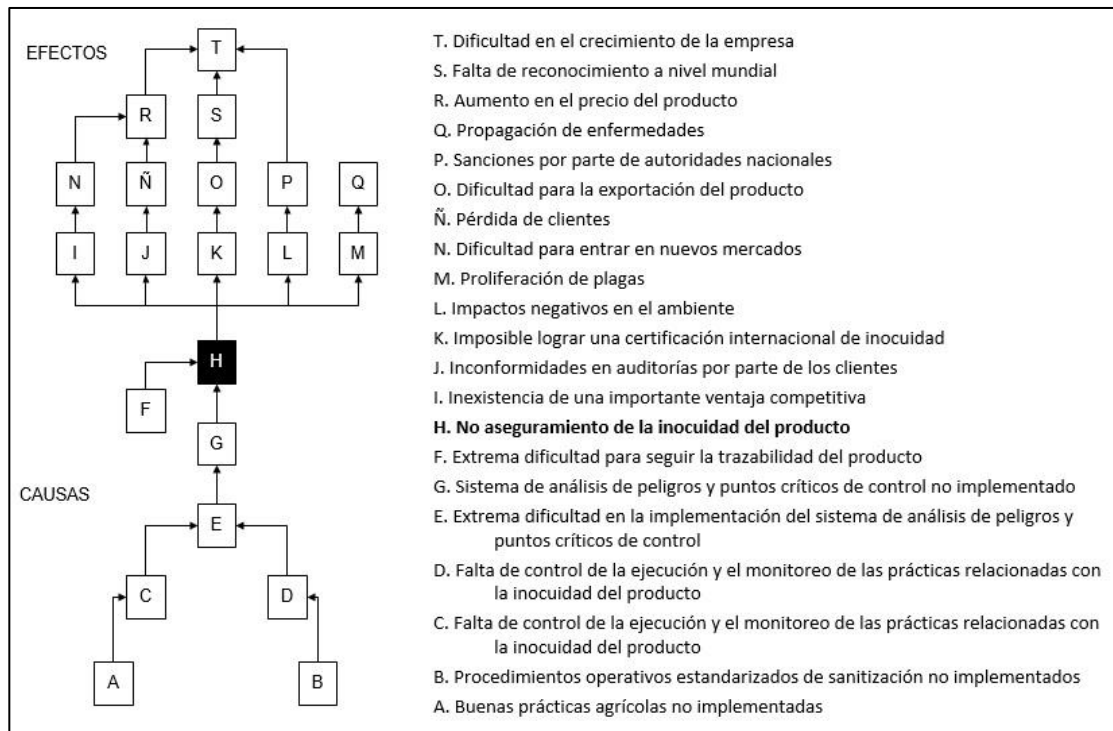 EFECTOS
T
R
S
N
Ñ
O
P
Q
I
J
K
L
M
H
F
G
CAUSAS
E
C
D
A
B
T. Dificultad en el crecimiento de la empresa
S. Falta de reconocimiento a nivel mundial
R. Aumento en el precio del producto
Q. Propagación de enfermedades
P. Sanciones por parte de autoridades nacionales
O. Dificultad para la exportación del producto
Ñ. Pérdida de clientes
N. Dificultad para entrar en nuevos mercados
M. Proliferación de plagas
L. Impactos negativos en el ambiente
K. Imposible lograr una certificación internacional de inocuidad
J. Inconformidades en auditorías por parte de los clientes
I. Inexistencia de una importante ventaja competitiva
H. No aseguramiento de la inocuidad del producto
F. Extrema dificultad para seguir la trazabilidad del producto
G. Sistema de análisis de peligros y puntos críticos de control no implementado
E. Extrema dificultad en la implementación del sistema de análisis de peligros y
puntos críticos de control
D. Falta de control de la ejecución y el monitoreo de las prácticas relacionadas con
la inocuidad del producto
C. Falta de control de la ejecución y el monitoreo de las prácticas relacionadas con
la inocuidad del producto
B. Procedimientos operativos estandarizados de sanitización no implementados
A. Buenas prácticas agrícolas no implementadas